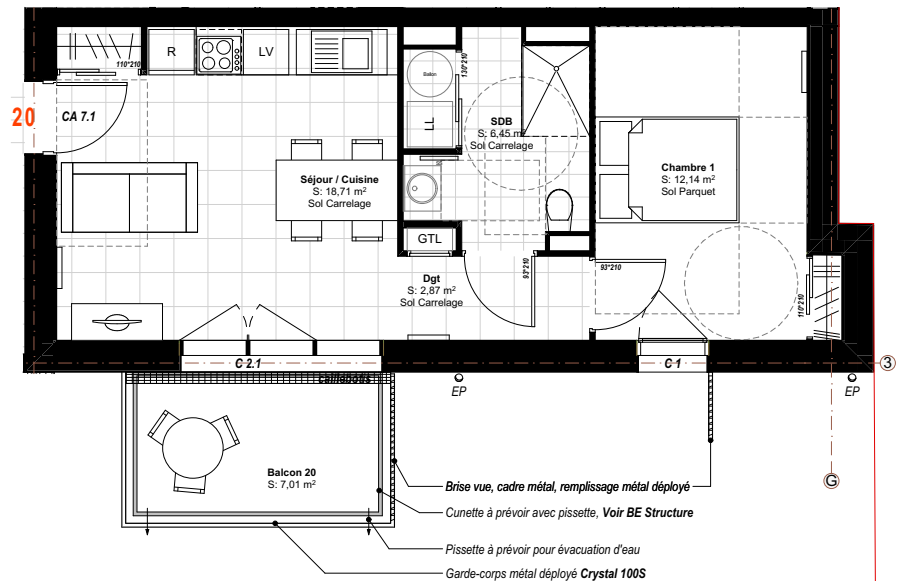 110*210
R
LV
20
CA 7.1
Ballon
130*210
LL
SDB
S: 6,45 m²
Sol Carrelage
Séjour / Cuisine
S: 18,71 m²
Sol Carrelage
Chambre 1
S: 12,14 m²
Sol Parquet
GTL
Dgt
S: 2,87 m²
Sol Carrelage
93*210
93*210
110*210
C 2.1
C 1
3
caillebotis
EP
EP
Balcon 20
S: 7,01 m²
G
Brise vue, cadre métal, remplissage métal déployé
Cunette à prévoir avec pissette, Voir BE Structure
Pissette à prévoir pour évacuation d'eau
Garde-corps métal déployé Crystal 100S